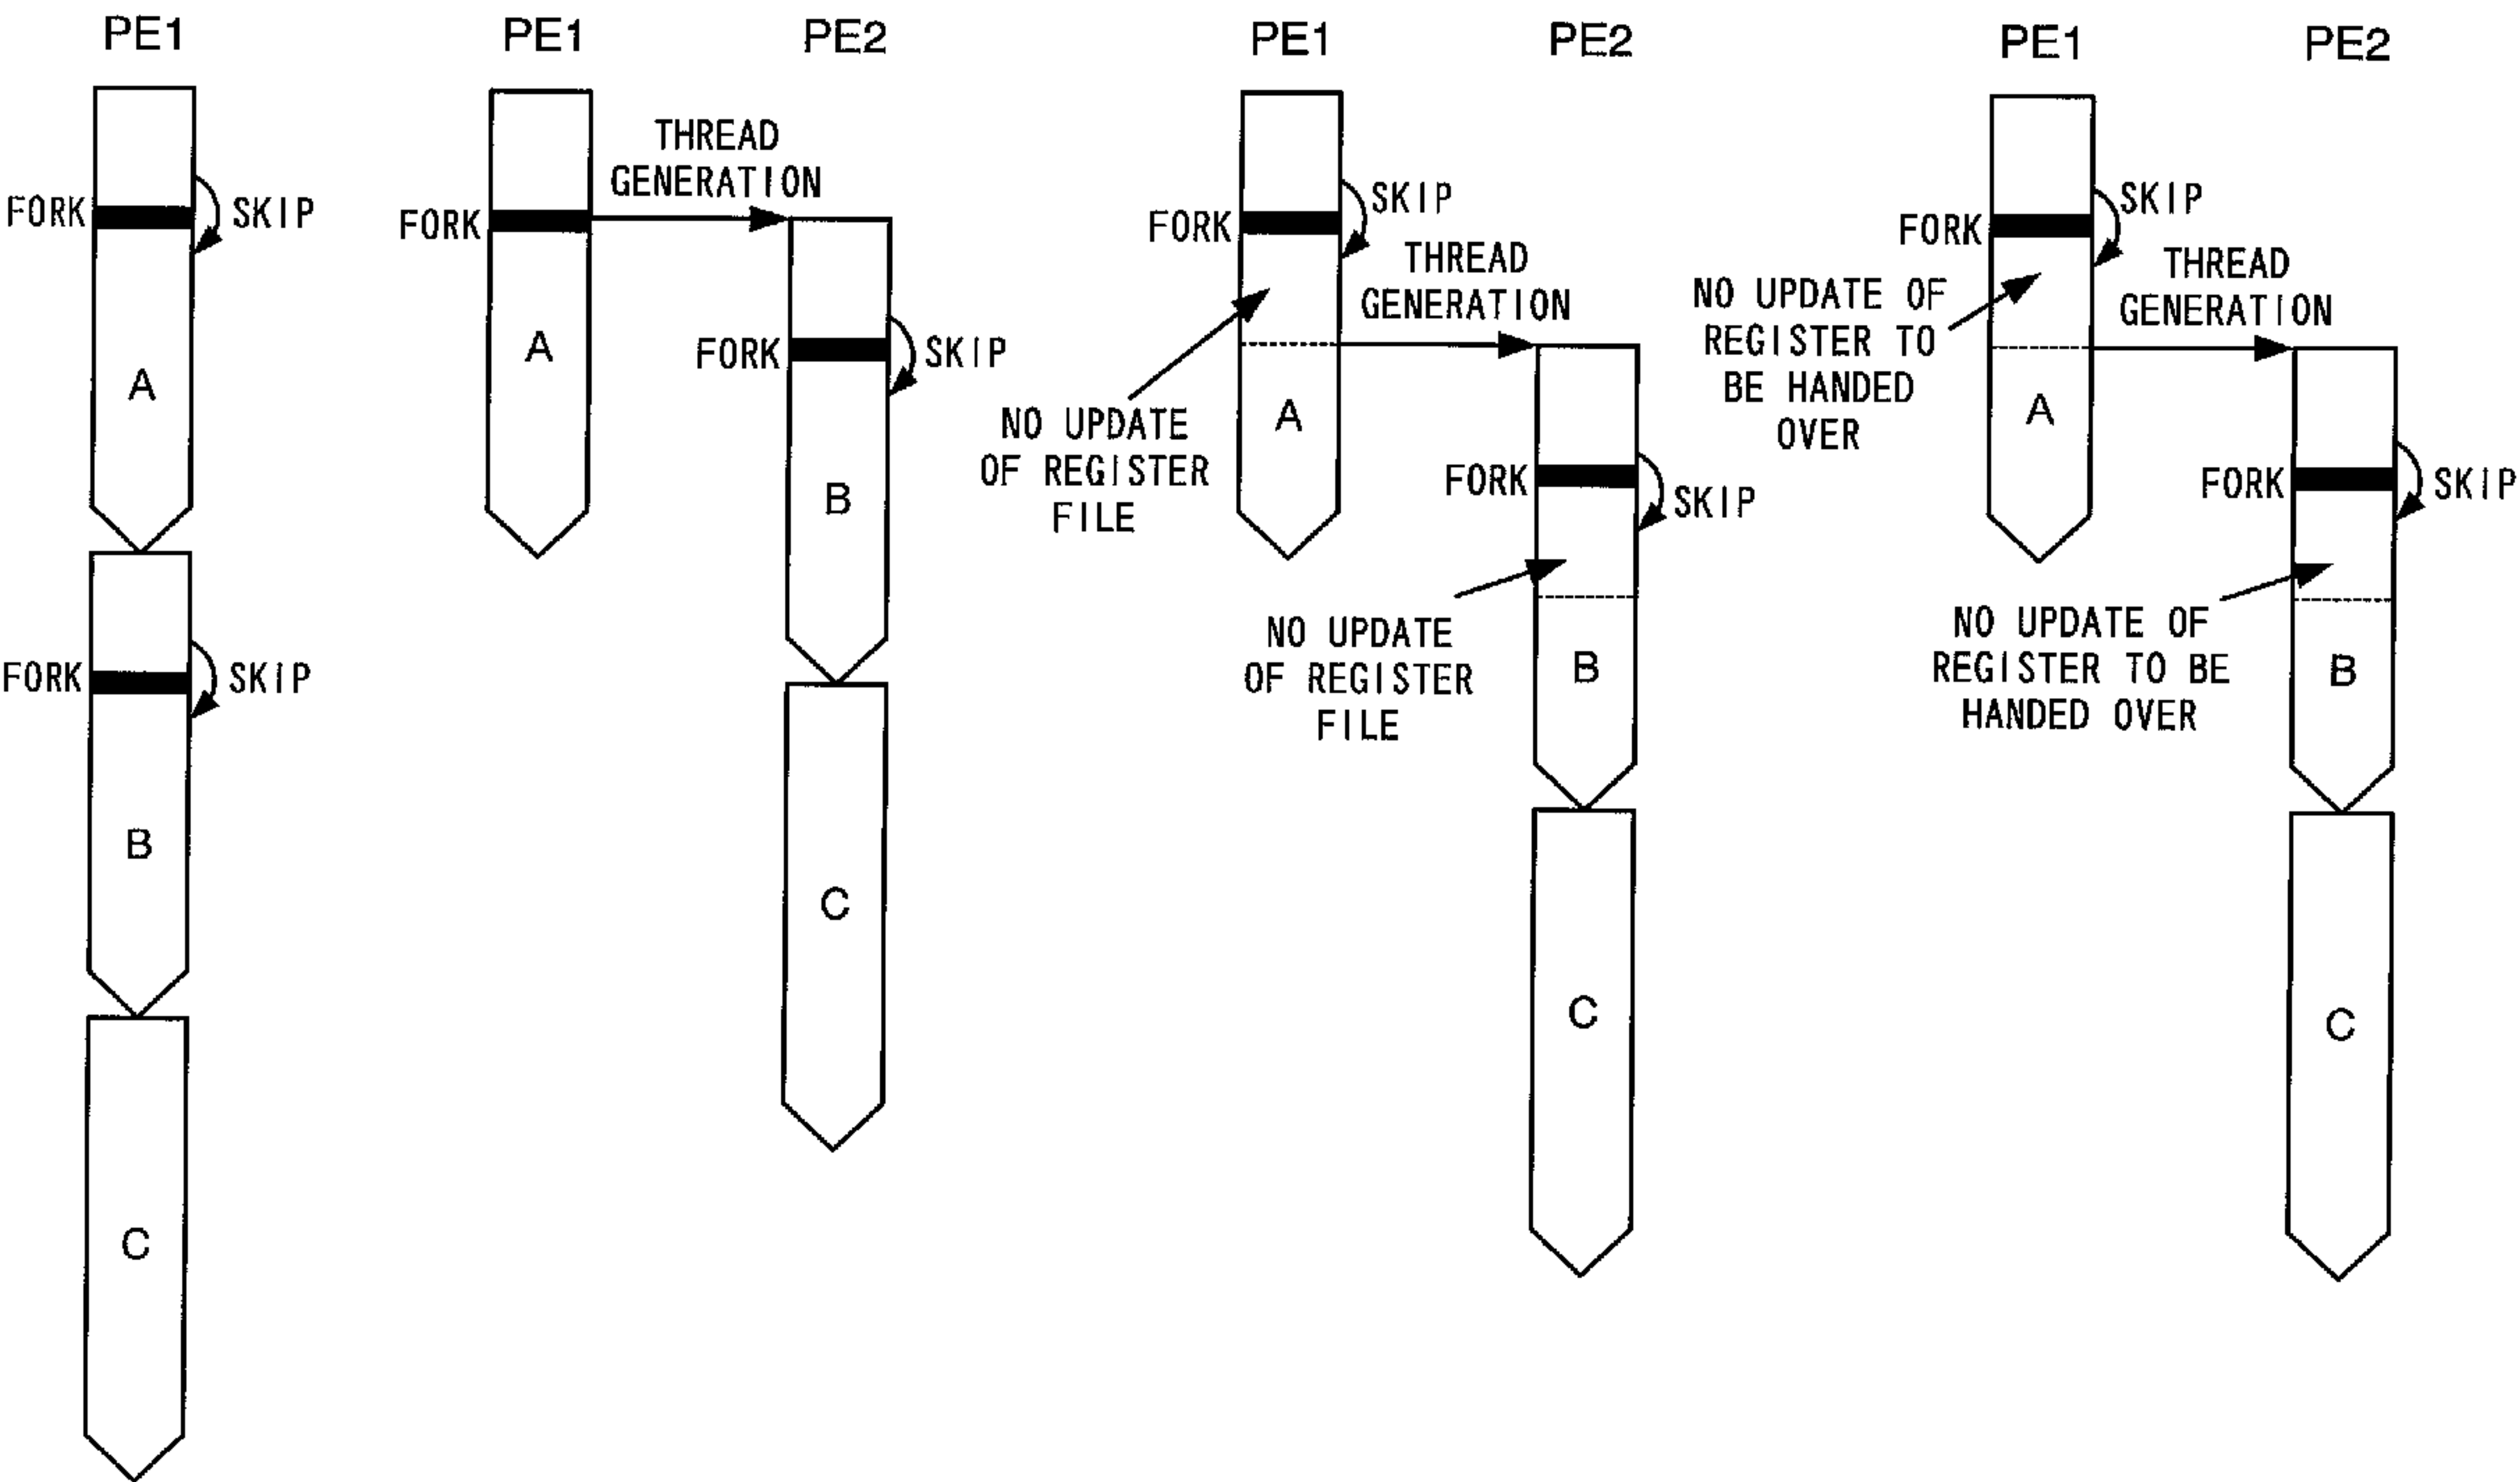 PE1
FORK
SKIP
A
FORK
SKIP
B
C
PE1
PE2
THREAD
GENERATION
FORK
A
FORK
SKIP
B
C
PE1
PE2
SKIP
FORK
THREAD
GENERATION
NO UPDATE
OF REGISTER
FILE
A
FORK
SKIP
NO UPDATE
OF REGISTER
FILE
B
C
PE1
PE2
SKIP
FORK
THREAD
GENERATION
NO UPDATE OF
REGISTER TO
BE HANDED
OVER
A
FORK
SKIP
NO UPDATE OF
REGISTER TO BE
HANDED OVER
B
C